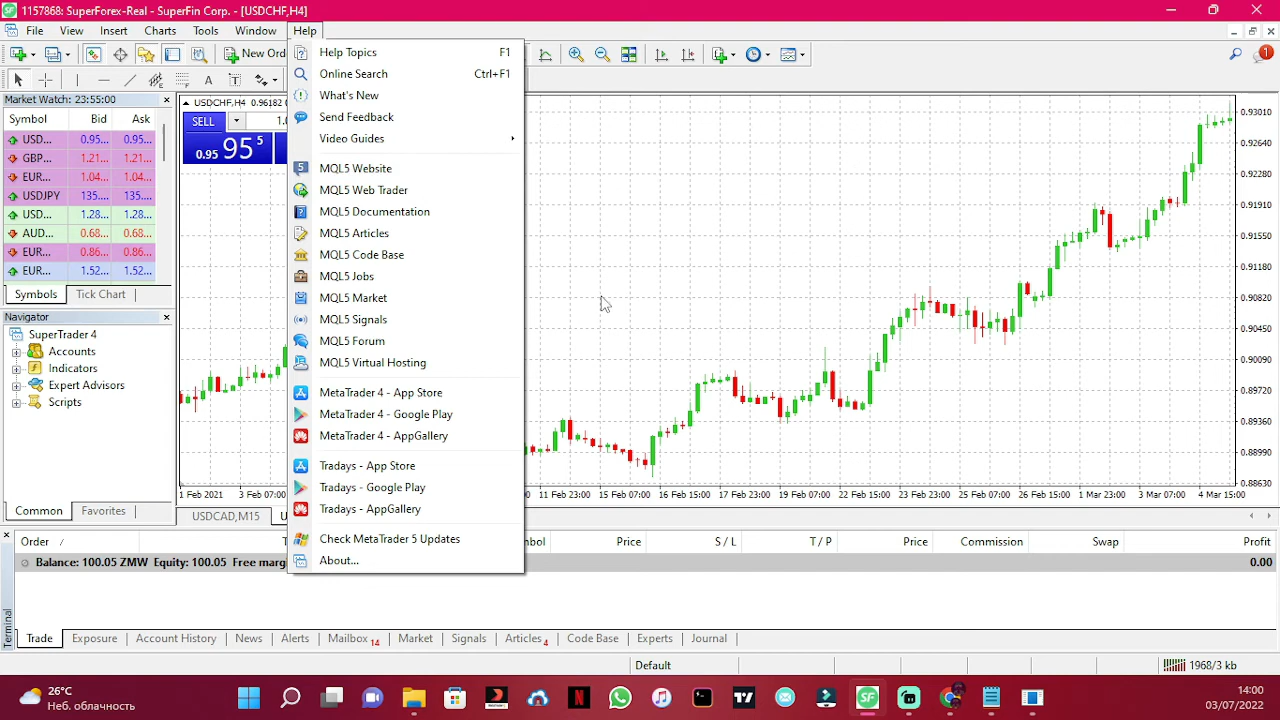 1157868: SuperForex-Real - SuperFin Corp. - [USDCHF,H4]
File View Insert Charts Tools Window Help
New Ord
Market Watch: 23:55:00
Symbol Bid Ask
USD... 0.95... 0.95...
GBP... 1.21... 1.21...
EUR... 1.04... 1.04...
USDJPY 135.... 135....
USD... 1.28... 1.28...
AUD... 0.68... 0.68...
EUR... 0.86... 0.86...
EUR... 1.52... 1.52...
Symbols Tick Chart
Navigator
SuperTrader 4
Accounts
Indicators
Expert Advisors
Scripts
Common Favorites
USDCHF,H4 0.96182
SELL 1.
0.95 95 5
Help Topics F1
Online Search Ctrl+F1
What's New
Send Feedback
Video Guides
MQL5 Website
MQL5 Web Trader
MQL5 Documentation
MQL5 Articles
MQL5 Code Base
MQL5 Jobs
MQL5 Market
MQL5 Signals
MQL5 Forum
MQL5 Virtual Hosting
MetaTrader 4 - App Store
MetaTrader 4 - Google Play
MetaTrader 4 - AppGallery
Tradays - App Store
Tradays - Google Play
Tradays - AppGallery
Check MetaTrader 5 Updates
About...
0.93010
0.92640
0.92280
0.91910
0.91550
0.91180
0.90820
0.90450
0.90090
0.89720
0.89360
0.88990
0.88630
1 Feb 2021 3 Feb 07:00 11 Feb 23:00 15 Feb 07:00 16 Feb 15:00 17 Feb 23:00 19 Feb 07:00 22 Feb 15:00 23 Feb 23:00 25 Feb 07:00 26 Feb 15:00 1 Mar 23:00 3 Mar 07:00 4 Mar 15:00
USDCAD,M15
Order / T nbol Price S / L T / P Price Commission Swap Profit
Balance: 100.05 ZMW Equity: 100.05 Free margi 0.00
Terminal
Trade Exposure Account History News Alerts Mailbox 14 Market Signals Articles 4 Code Base Experts Journal
Default 1968/3 kb
26°C
Неб. облачность
14:00
03/07/2022